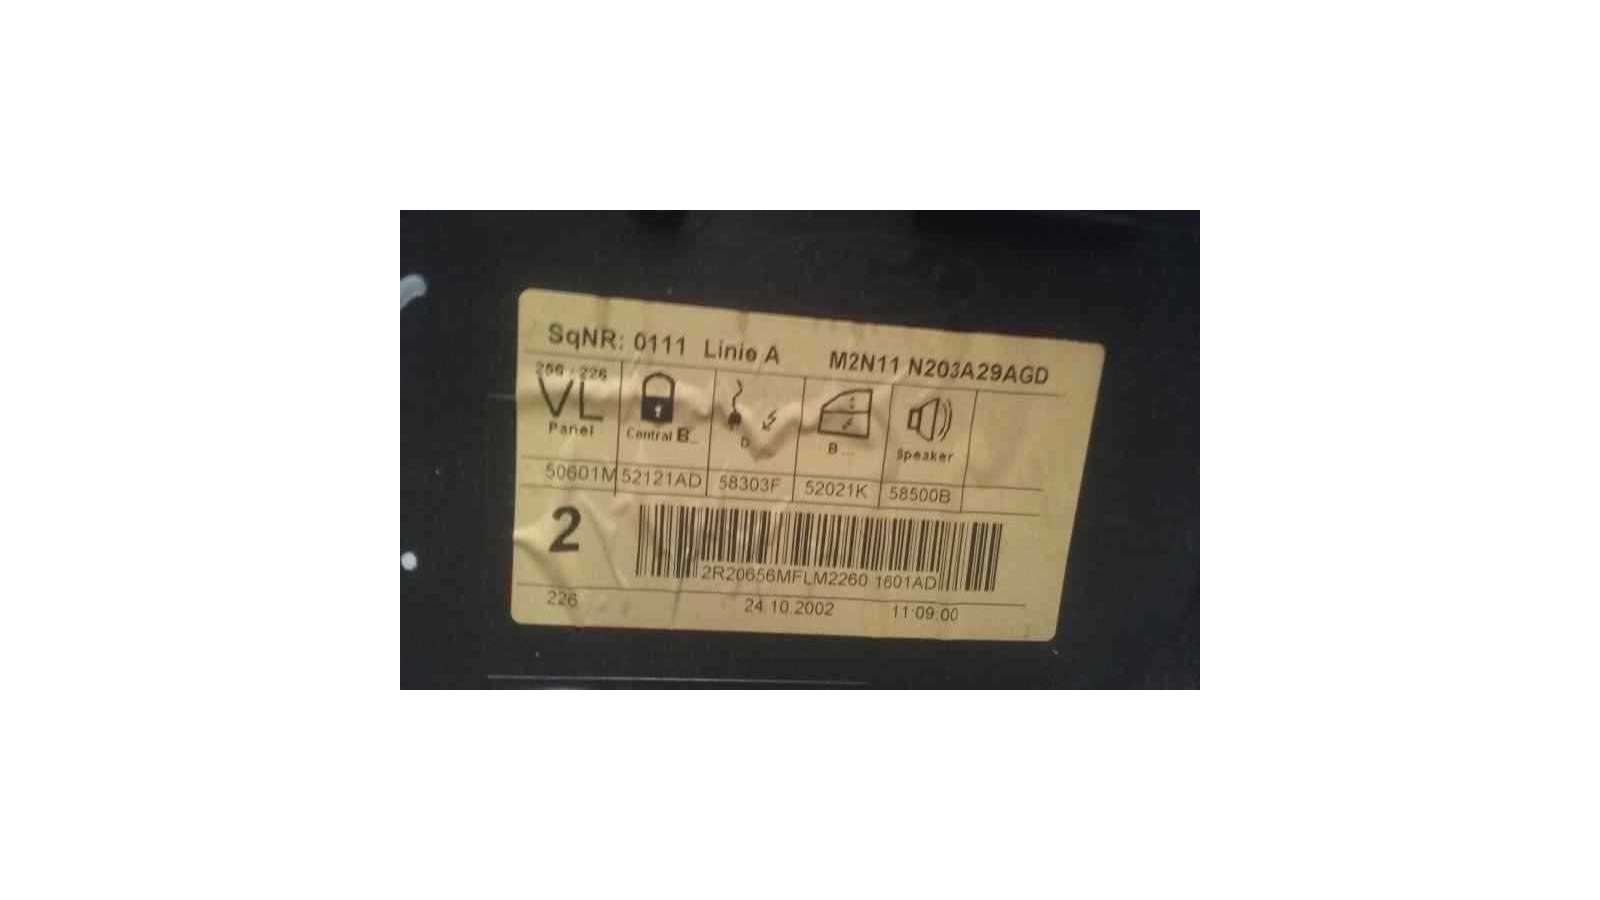 SqNR: 0111 Linie A M2N11 N203A29AGD
256 / 226
VL
Panel
Central B...
D
B ...
Speaker
50601M 52121AD 58303F 52021K 58500B
2
2R20656MFLM2260 1601AD
226 24.10.2002 11:09:00